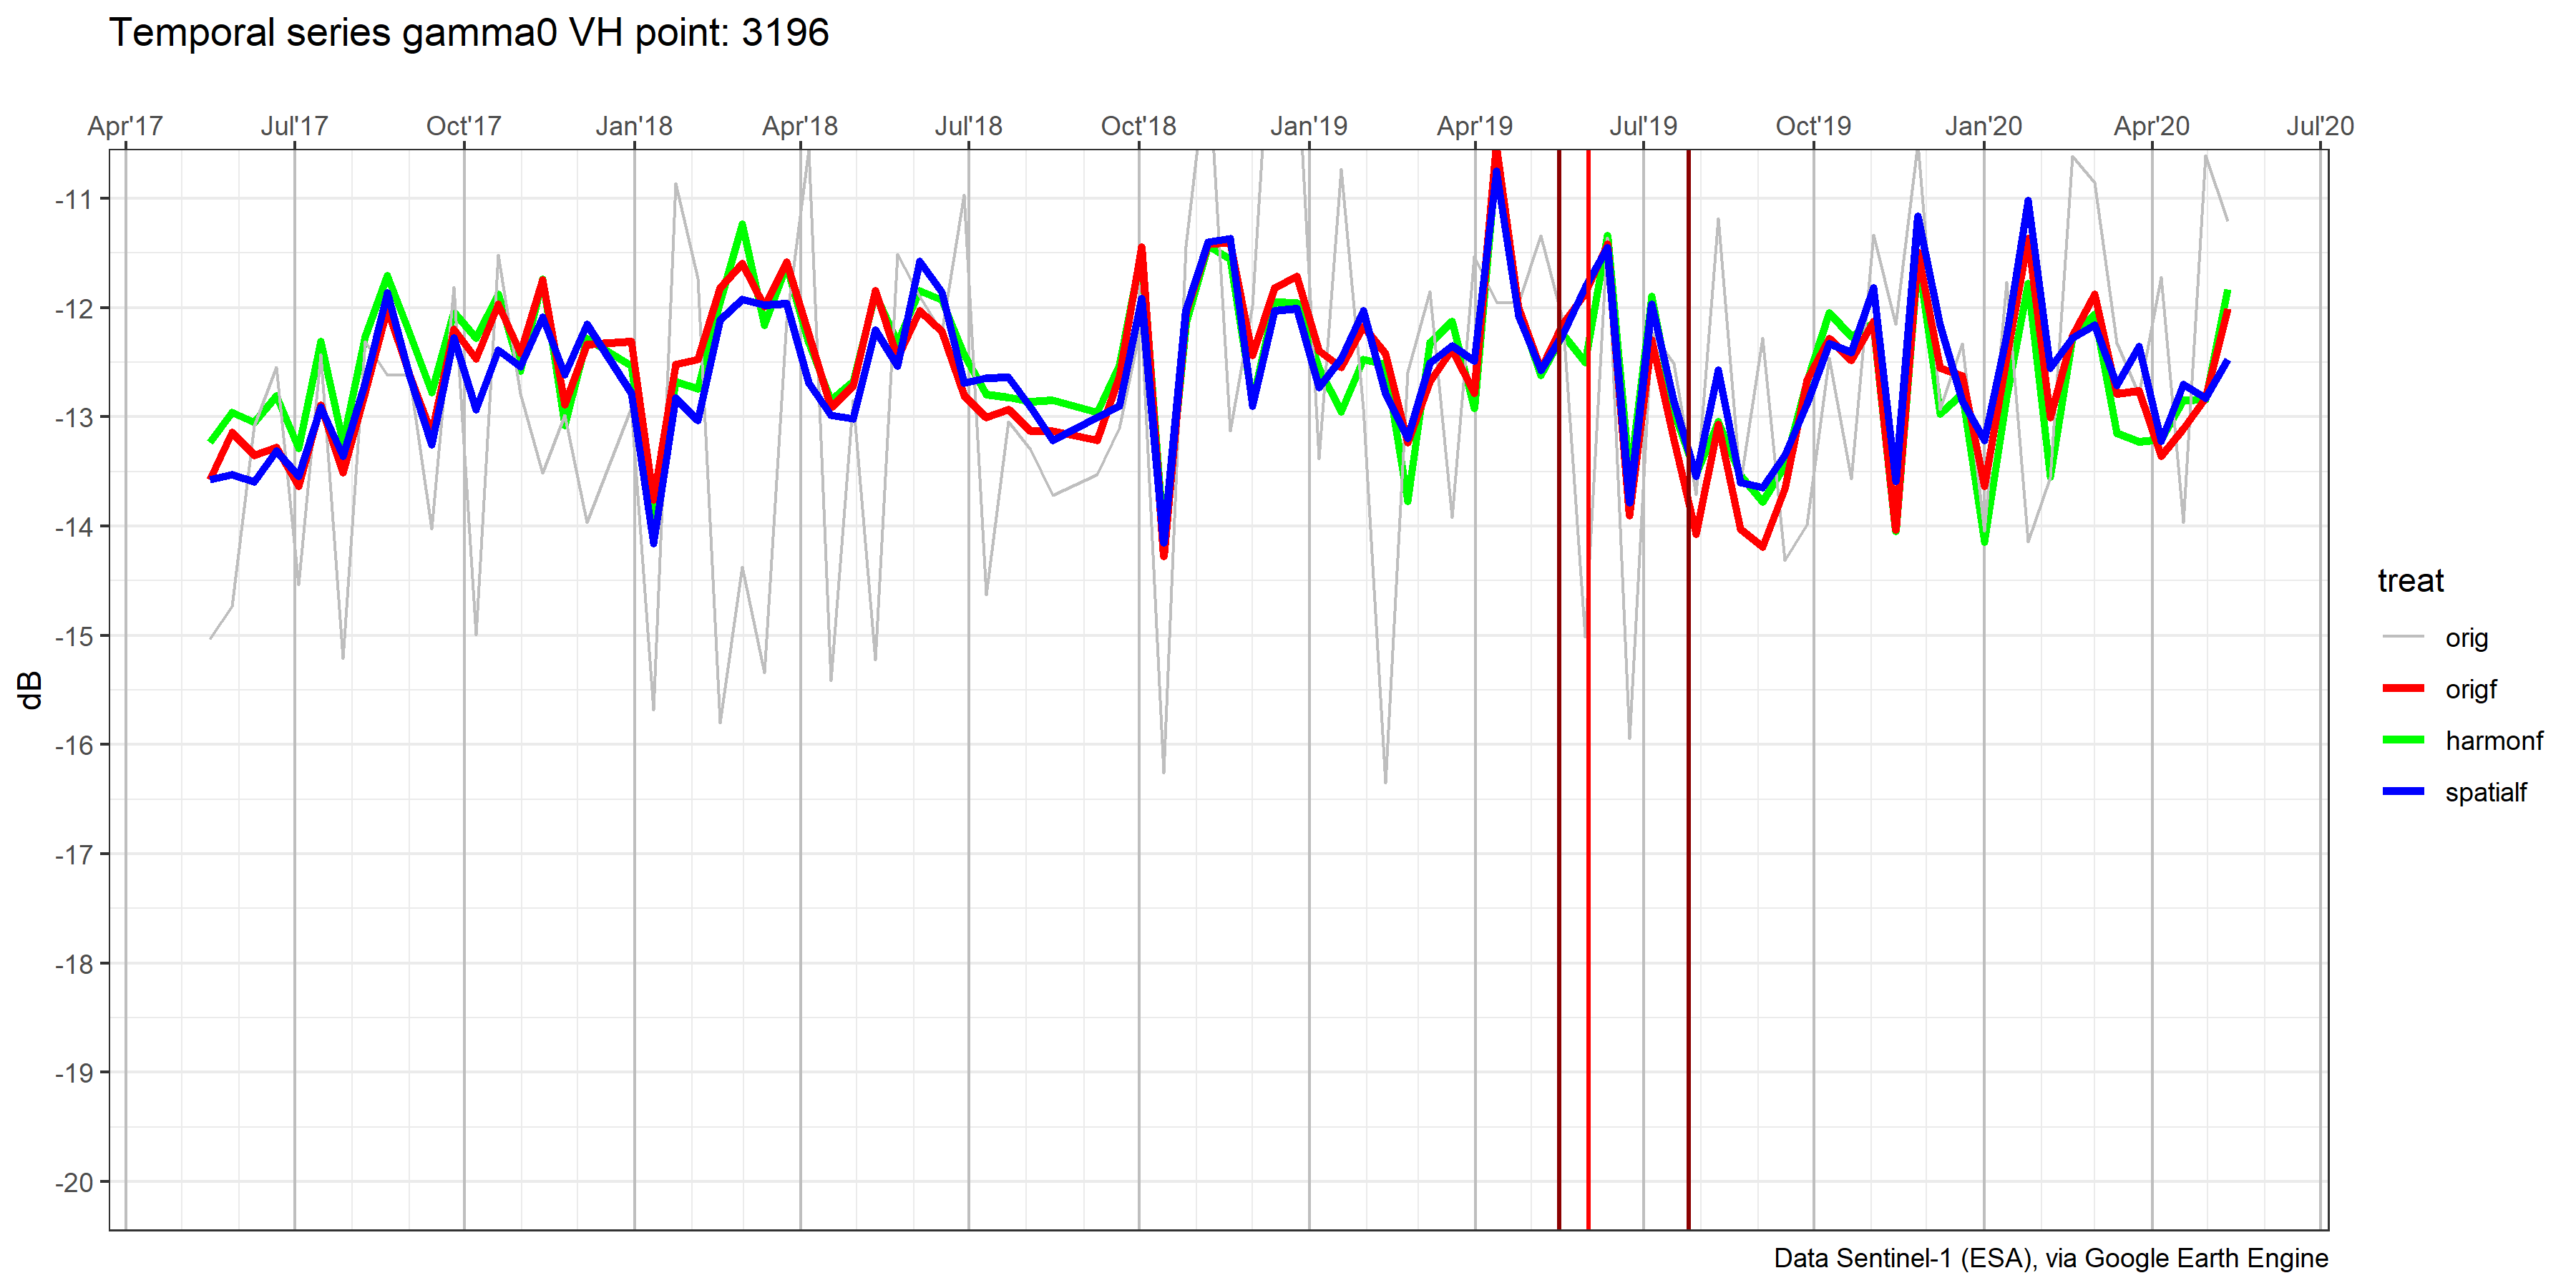 Temporal series gamma0 VH point: 3196
Apr'17 Jul'17 Oct'17 Jan'18 Apr'18 Jul'18 Oct'18 Jan'19 Apr'19 Jul'19 Oct'19 Jan'20 Apr'20 Jul'20
-11
-12
-13
-14
-15
-16
-17
-18
-19
-20
dB
treat
orig
origf
harmonf
spatialf
Data Sentinel-1 (ESA), via Google Earth Engine